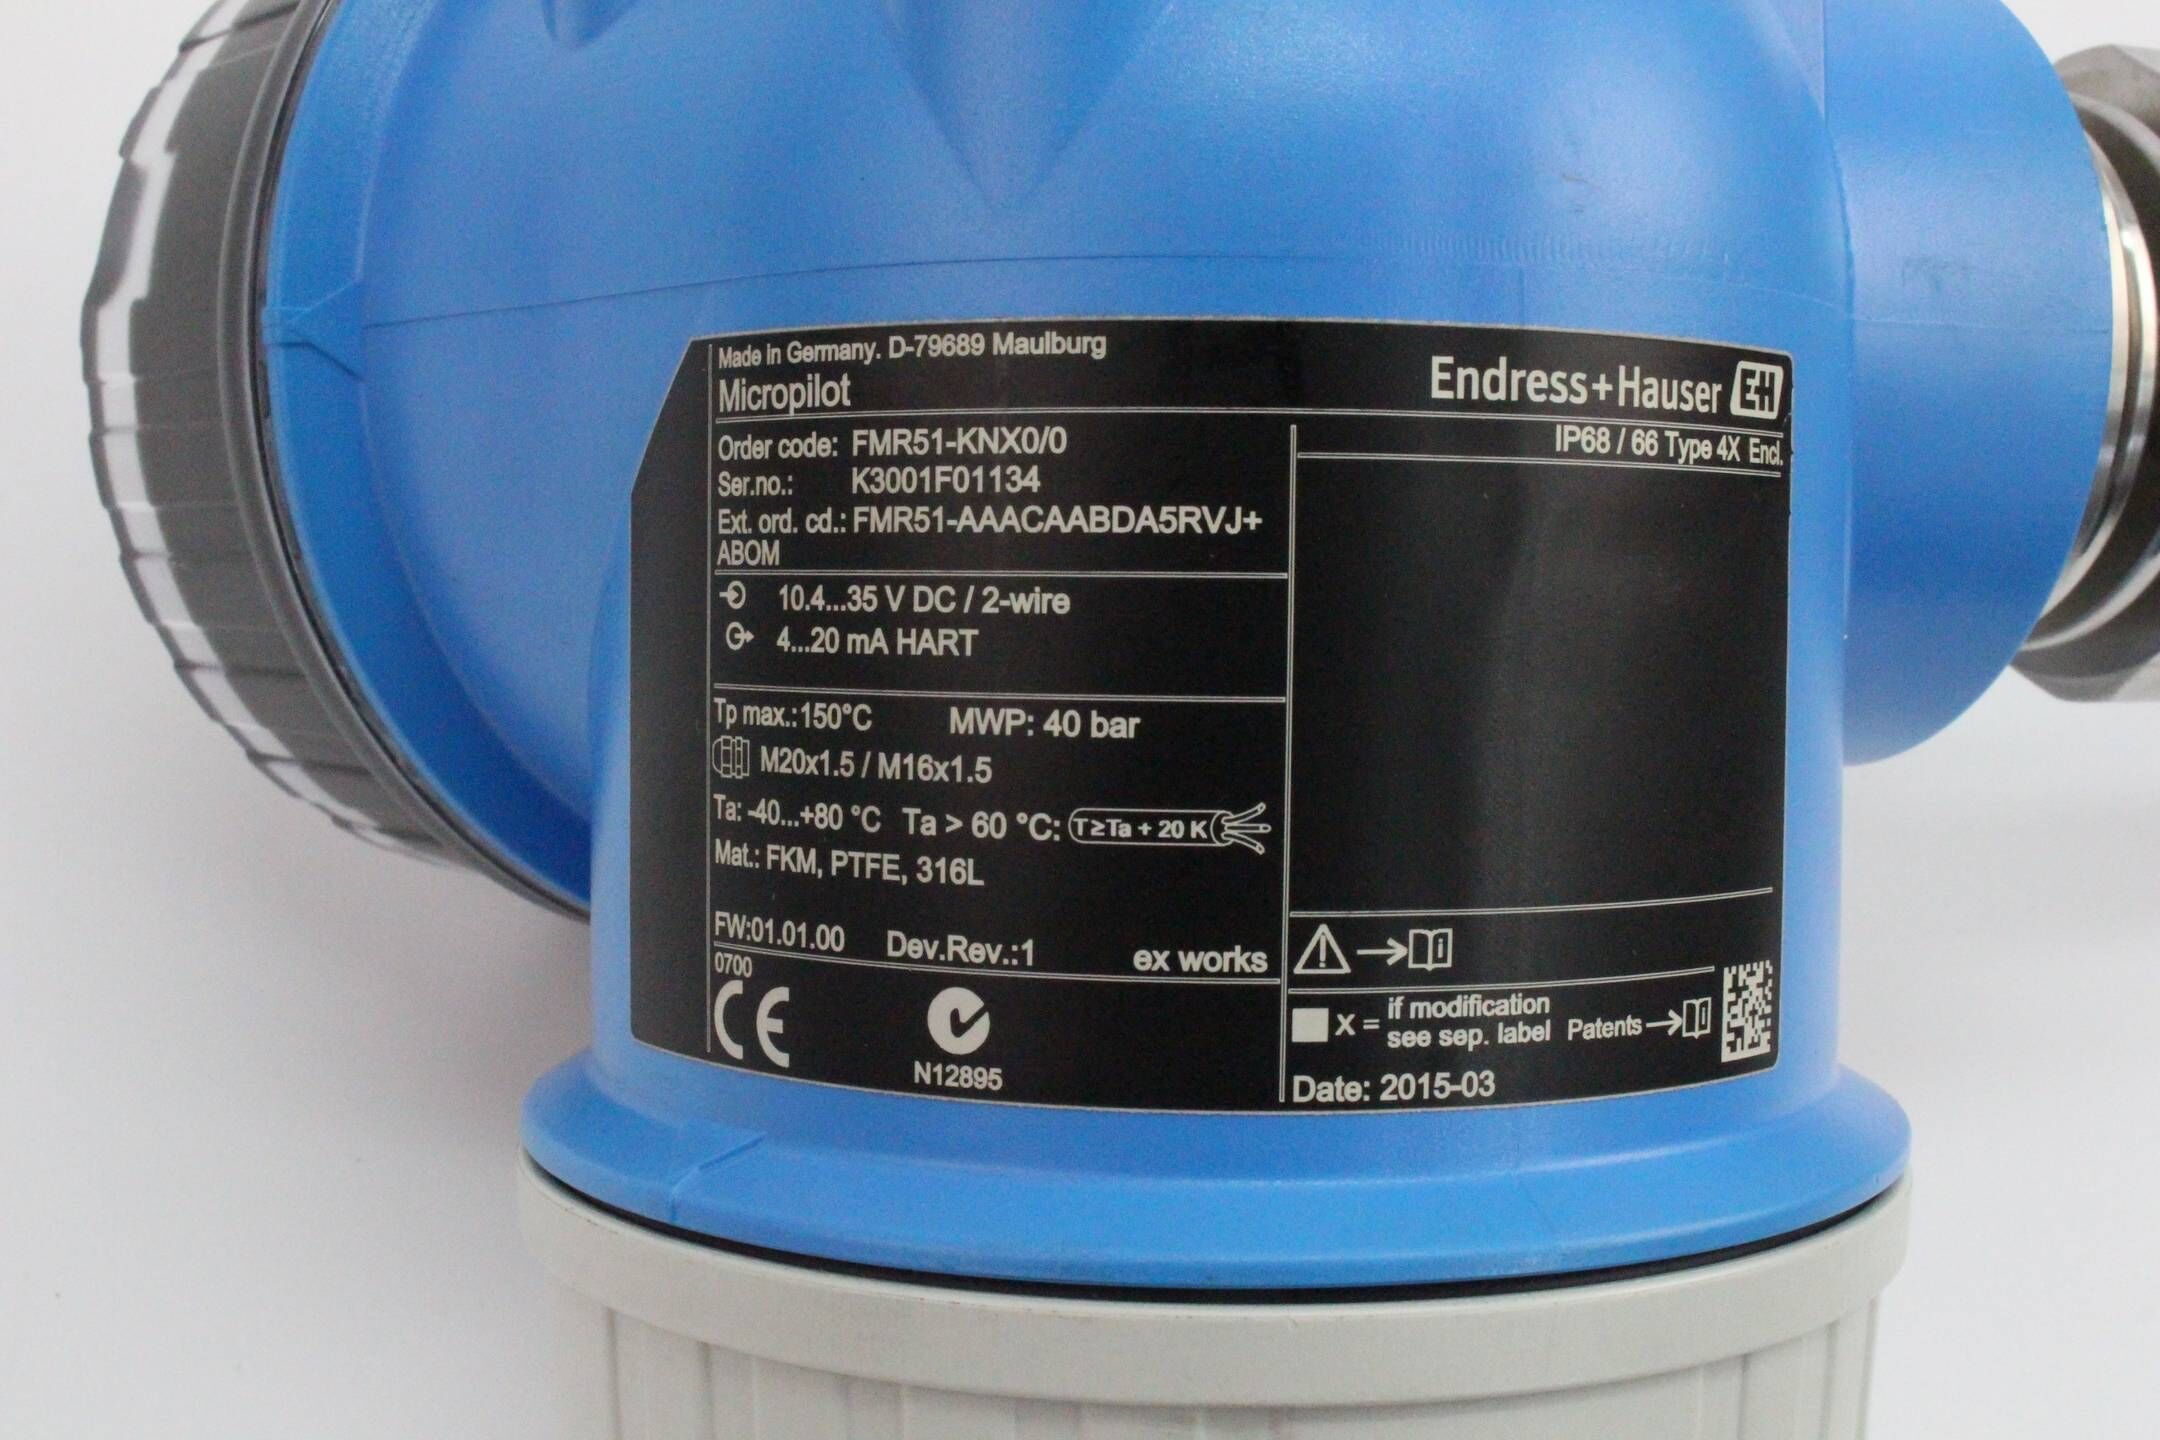 Made in Germany. D-79689 Maulburg
Micropilot
Endress+Hauser EH
IP68 / 66 Type 4X Encl.
Order code: FMR51-KNX0/0
Ser.no.: K3001F01134
Ext. ord. cd.: FMR51-AAACAABDA5RVJ+
ABOM
10.4...35 V DC / 2-wire
4...20 mA HART
Tp max.:150°C MWP: 40 bar
M20x1.5 / M16x1.5
Ta: -40...+80 °C Ta > 60 °C: T≥Ta + 20 K
Mat.: FKM, PTFE, 316L
FW:01.01.00 Dev.Rev.:1 ex works
0700
CE
N12895
i
X = if modification
see sep. label
Patents → i
Date: 2015-03